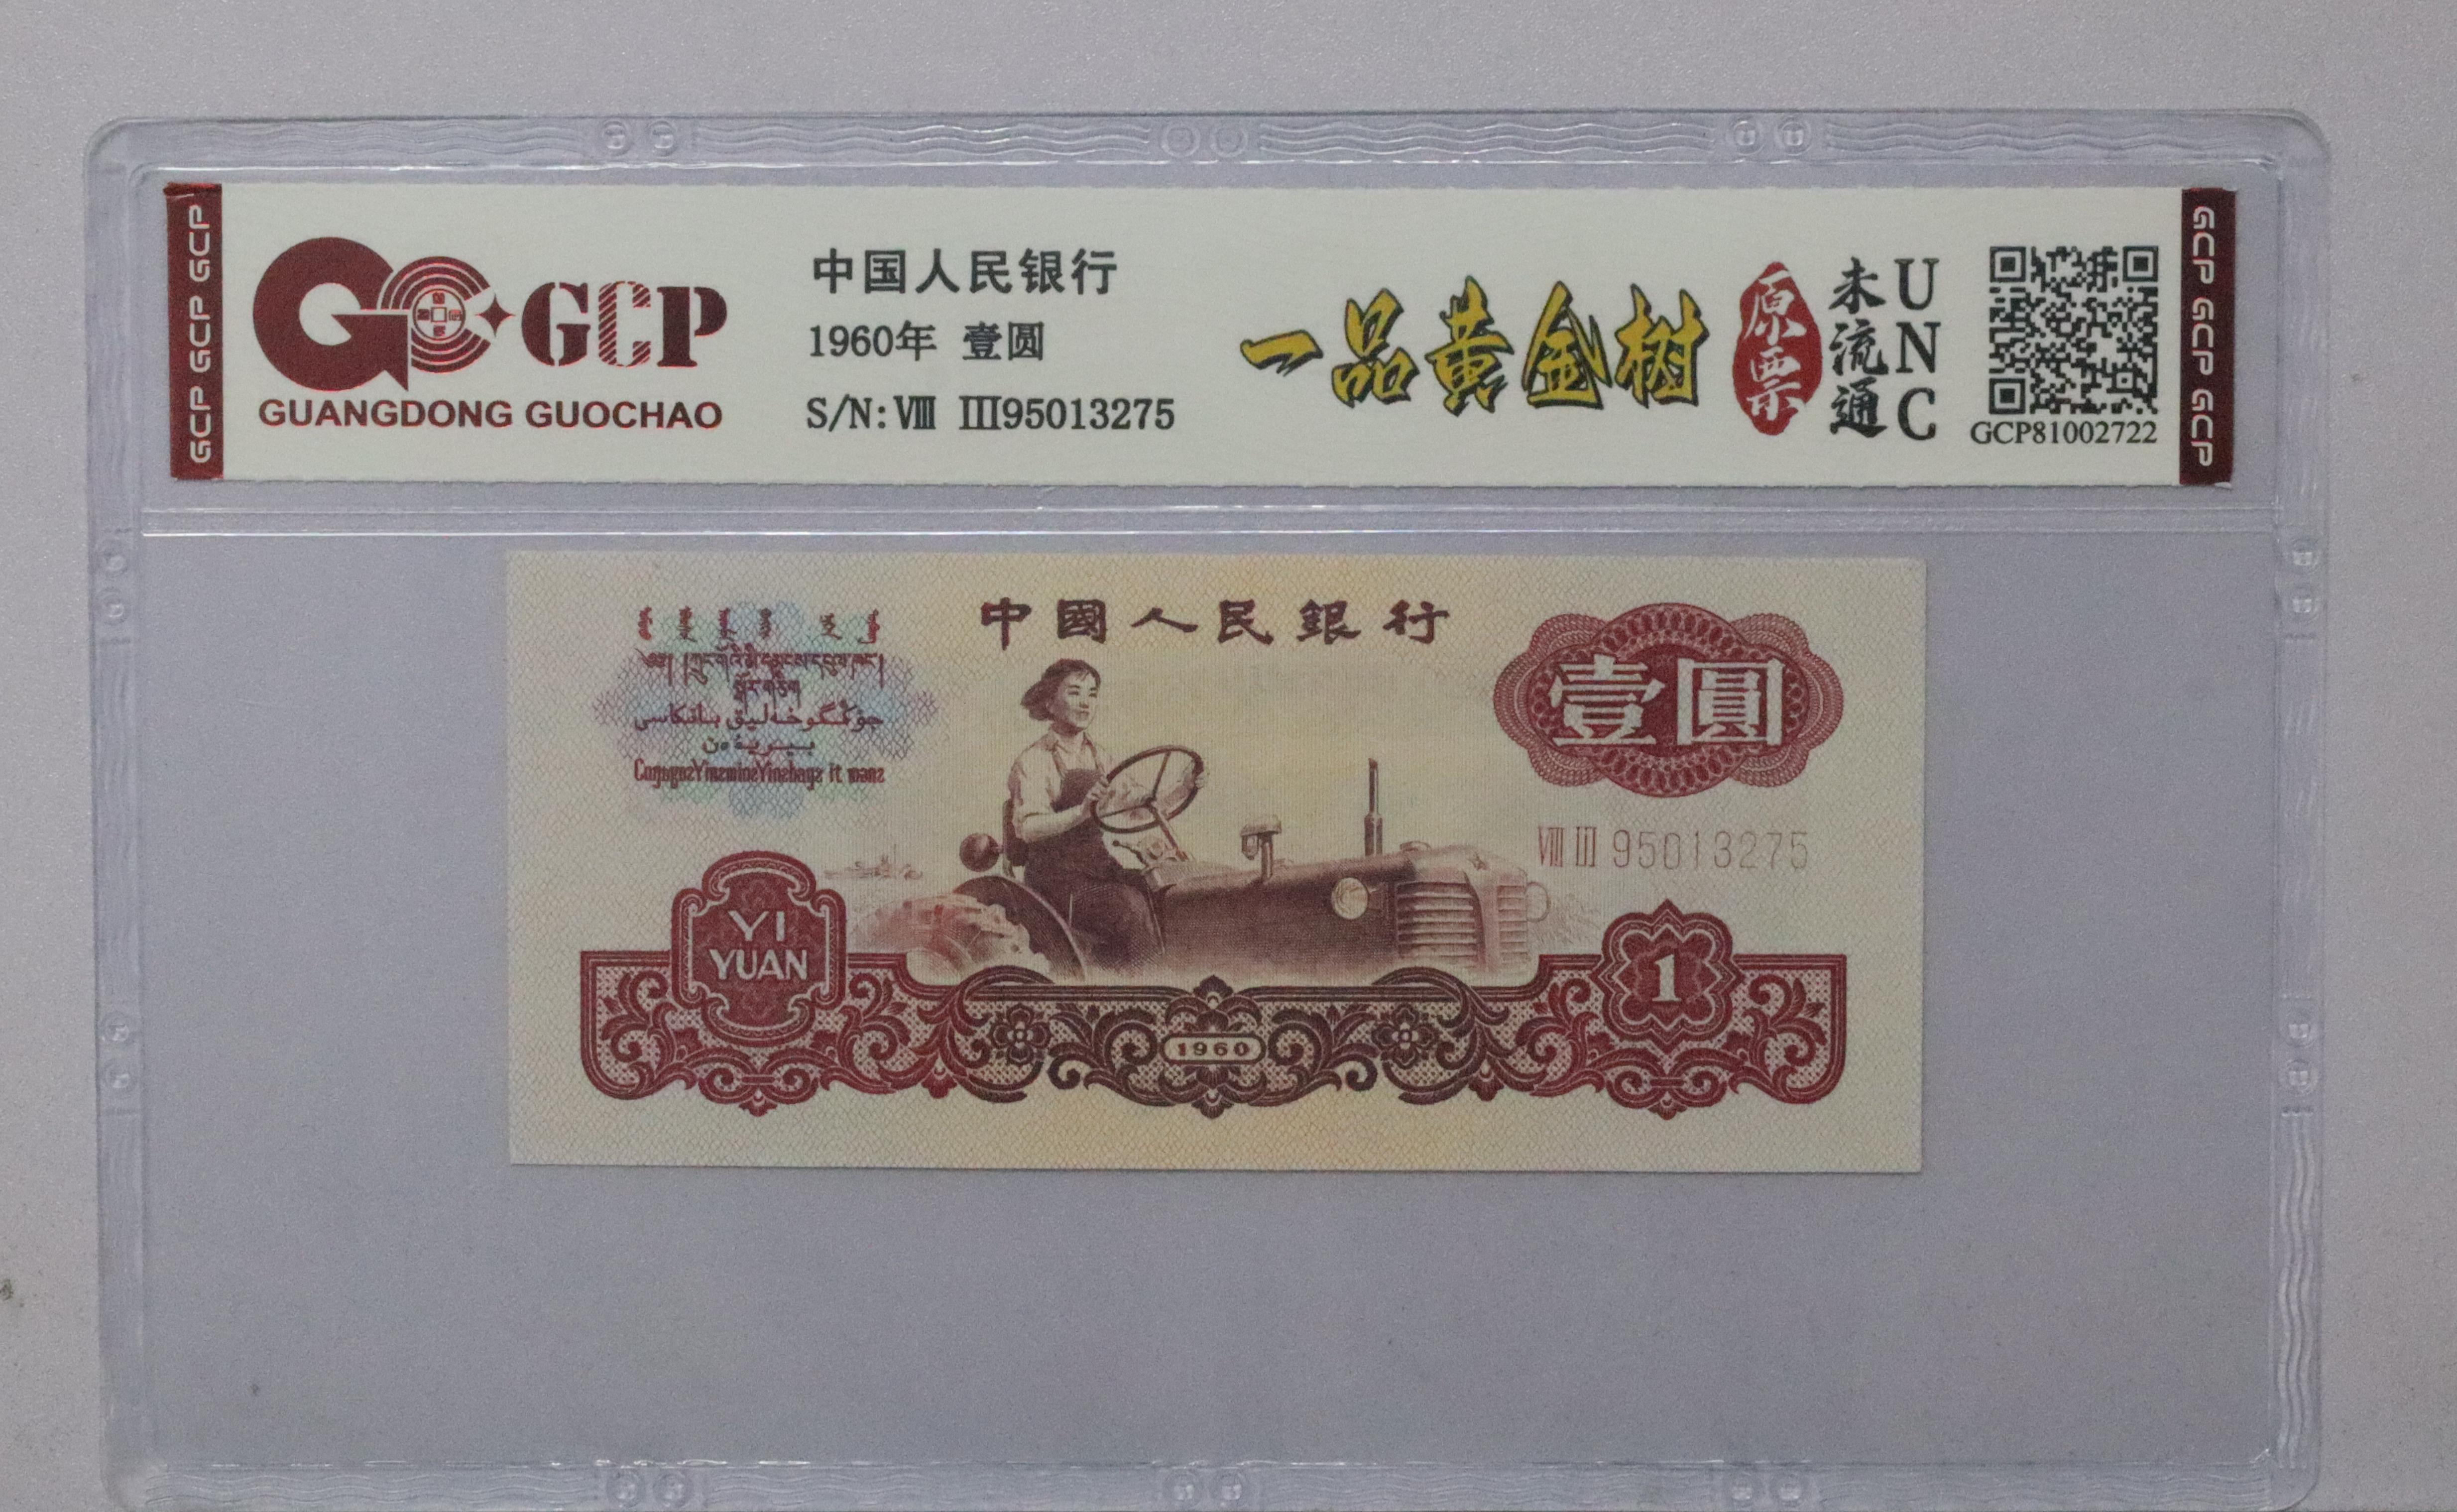 GCP GCP GCP
GCP
GUANGDONG GUOCHAO
中国人民银行
1960年 壹圆
S/N: Ⅷ Ⅲ95013275
一品黄金树
原票
未流通
UNC
GCP81002722
GCP GCP GCP
中國人民銀行
壹圓
Ⅷ Ⅲ 95013275
YI
YUAN
1
1960